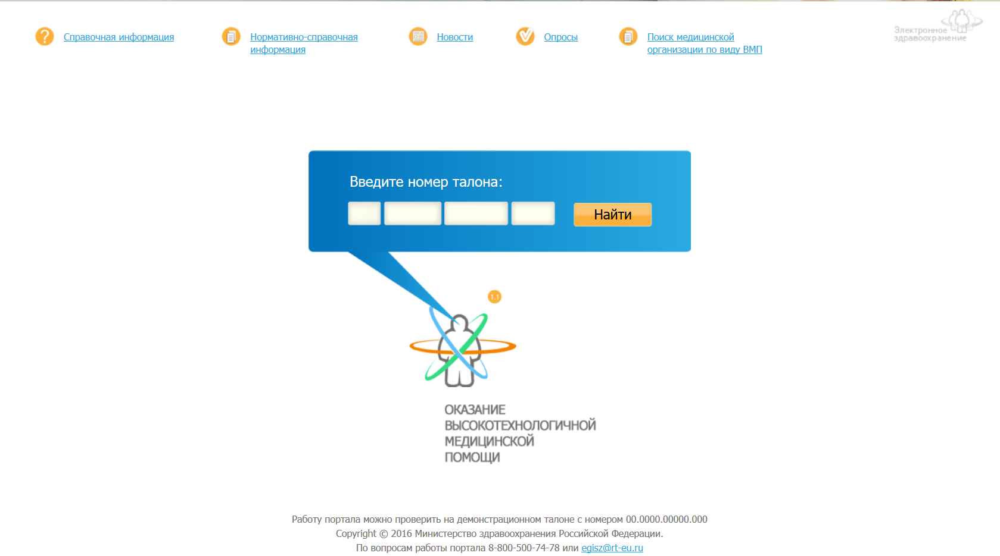 Справочная информация
Нормативно-справочная
информация
Новости
Опросы
Поиск медицинской
организации по виду ВМП
Электронное
здравоохранение
Введите номер талона:
Найти
1.1
ОКАЗАНИЕ
ВЫСОКОТЕХНОЛОГИЧНОЙ
МЕДИЦИНСКОЙ
ПОМОЩИ
Работу портала можно проверить на демонстрационном талоне с номером 00.0000.00000.000
Copyright © 2016 Министерство здравоохранения Российской Федерации.
По вопросам работы портала 8-800-500-74-78 или egisz@rt-eu.ru